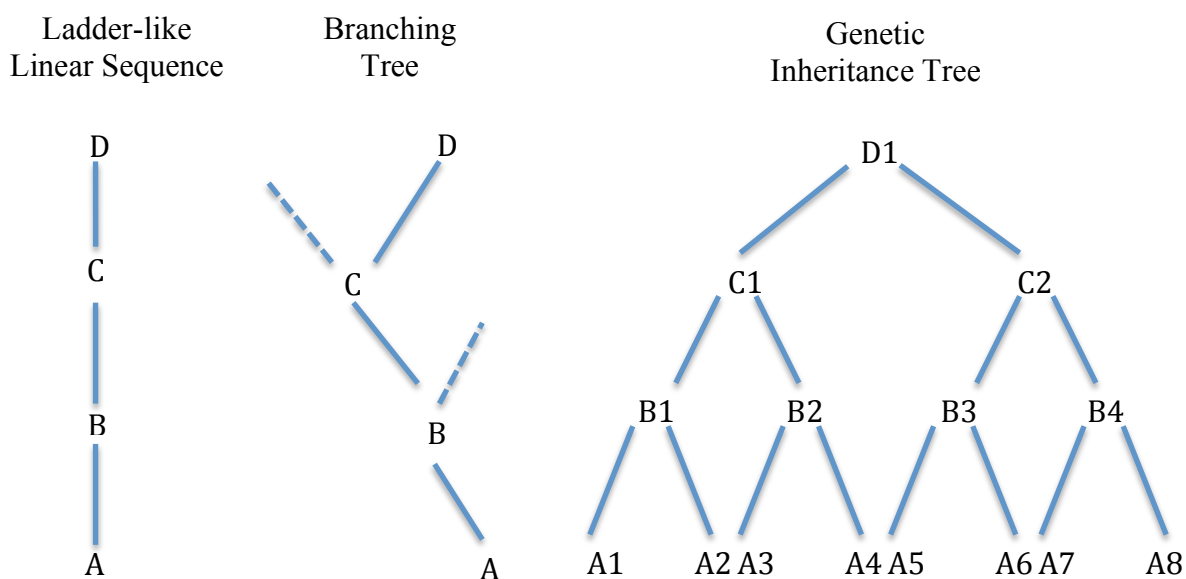 Ladder-like
Linear Sequence
Branching
Tree
Genetic
Inheritance Tree
D
C
B
A
D
C
B
A
D1
C1 C2
B1 B2 B3 B4
A1 A2 A3 A4 A5 A6 A7 A8